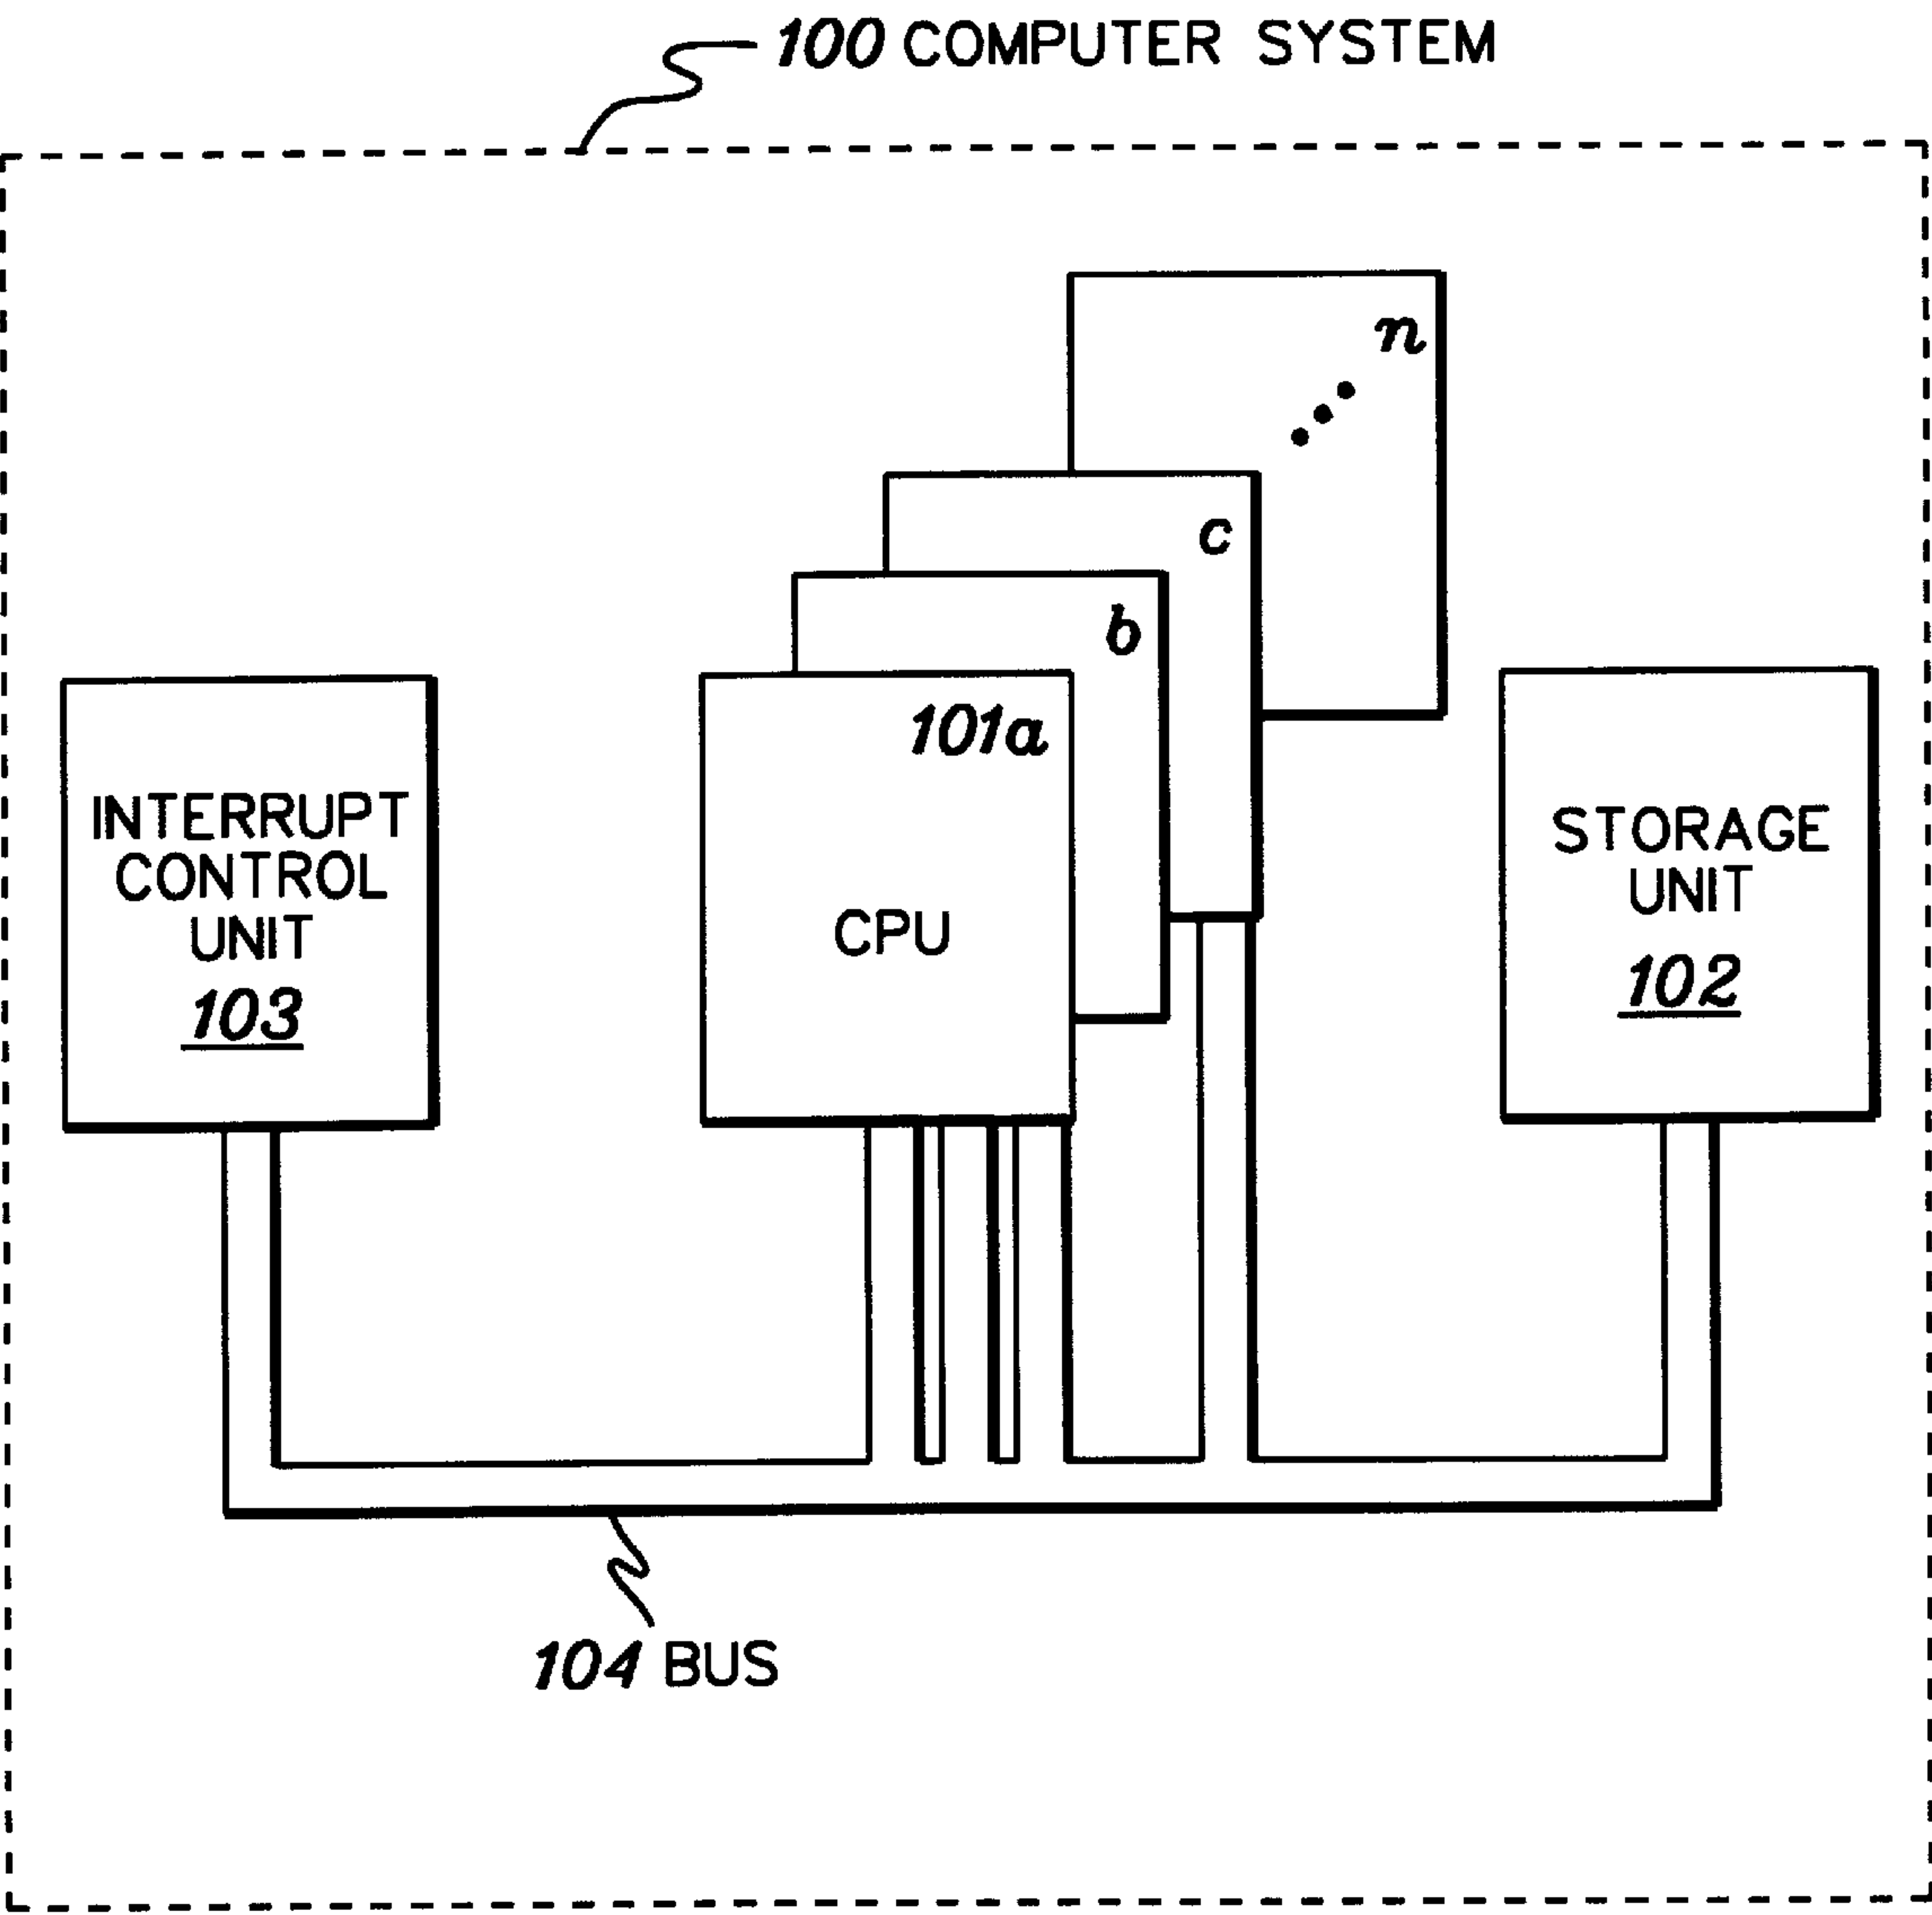 100 COMPUTER SYSTEM
n
c
b
101a
CPU
INTERRUPT
CONTROL
UNIT
103
STORAGE
UNIT
102
104 BUS